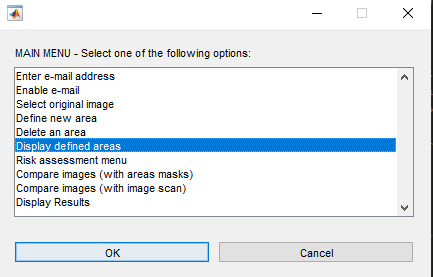 MAIN MENU - Select one of the following options:
Enter e-mail address
Enable e-mail
Select original image
Define new area
Delete an area
Display defined areas
Risk assessment menu
Compare images (with areas masks)
Compare images (with image scan)
Display Results
OK Cancel